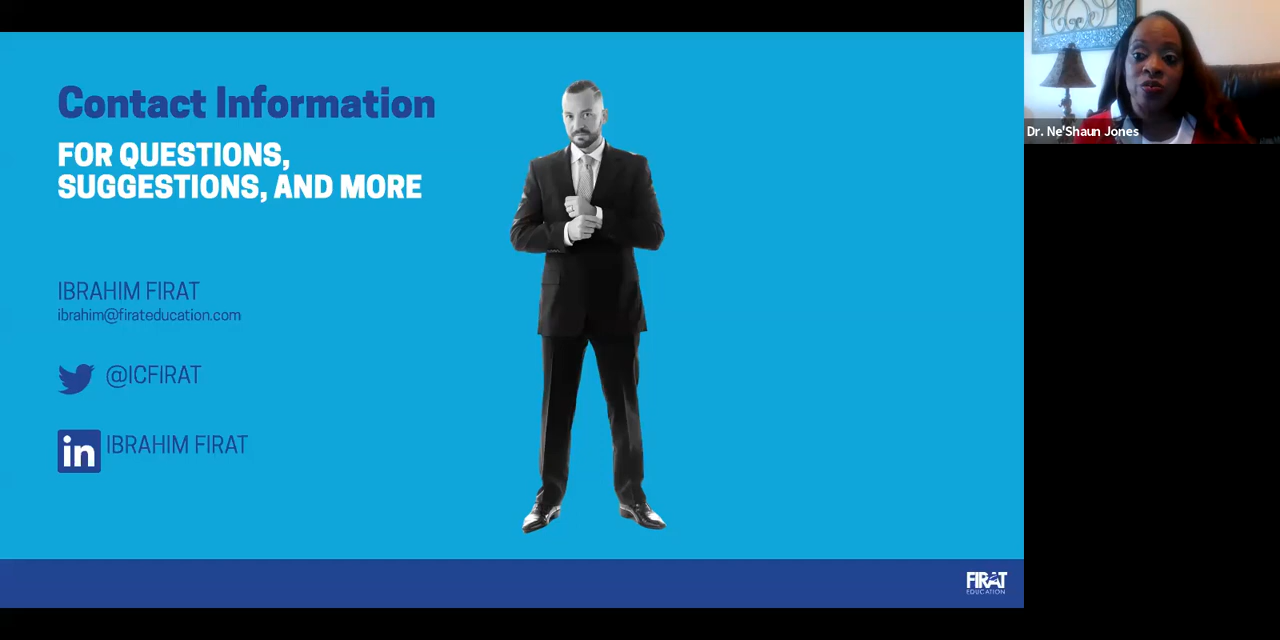 Contact Information
FOR QUESTIONS,
SUGGESTIONS, AND MORE
IBRAHIM FIRAT
ibrahim@firateducation.com
@ICFIRAT
in IBRAHIM FIRAT
FIRAT
EDUCATION
Dr. Ne'Shaun Jones